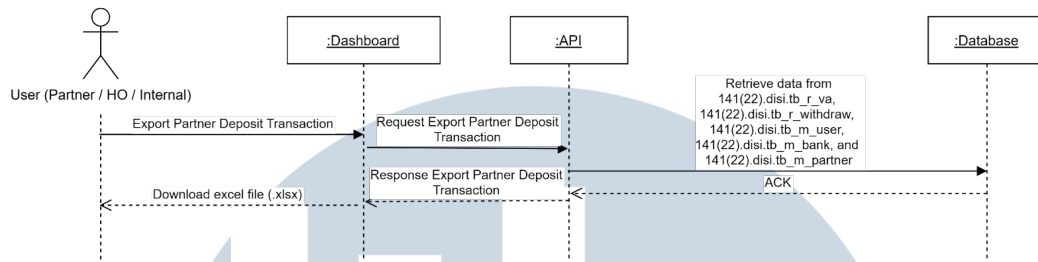 :Dashboard
:API
:Database
User (Partner / HO / Internal)
Retrieve data from
141(22).disi.tb_r_va,
141(22).disi.tb_r_withdraw,
141(22).disi.tb_m_user,
141(22).disi.tb_m_bank, and
141(22).disi.tb_m_partner
Export Partner Deposit Transaction
Request Export Partner Deposit
Transaction
Response Export Partner Deposit
Transaction
ACK
Download excel file (.xlsx)